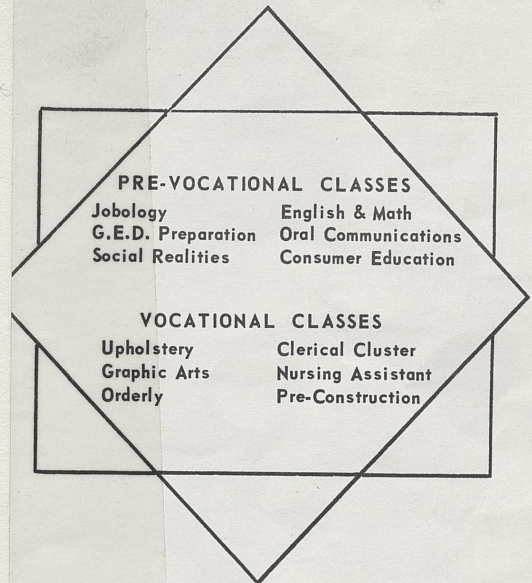 PRE-VOCATIONAL CLASSES
Jobology English & Math
G.E.D. Preparation Oral Communications
Social Realities Consumer Education
VOCATIONAL CLASSES
Upholstery Clerical Cluster
Graphic Arts Nursing Assistant
Orderly Pre-Construction